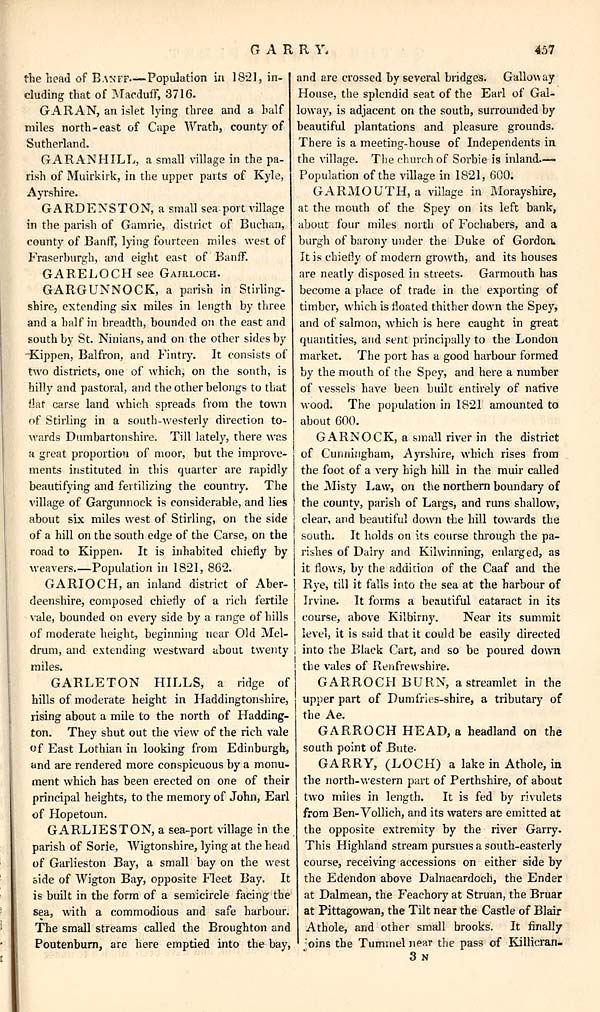 GARRY.
457
the head of BANFF.—Population in 1821, in-
cluding that of Macduff, 3716.
GARAN, an islet lying three and a half
miles north-east of Cape Wrath, county of
Sutherland.
GARANHILL, a small village in the pa-
rish of Muirkirk, in the upper parts of Kyle,
Ayrshire.
GARDENSTON, a small sea-port village
in the parish of Gamrie, district of Buchan,
county of Banff, lying fourteen miles west of
Fraserburgh, and eight east of Banff.
GARELOCH see GAIRLOCH.
GARGUNNOCK, a parish in Stirling-
shire, extending six miles in length by three
and a half in breadth, bounded on the east and
south by St. Ninians, and on the other sides by
Kippen, Balfron, and Fintry. It consists of
two districts, one of which, on the south, is
hilly and pastoral, and the other belongs to that
flat carse land which spreads from the town
of Stirling in a south-westerly direction to-
wards Dumbartonshire. Till lately, there was
a great proportion of moor, but the improve-
ments instituted in this quarter are rapidly
beautifying and fertilizing the country. The
village of Gargunnock is considerable, and lies
about six miles west of Stirling, on the side
of a hill on the south edge of the Carse, on the
road to Kippen. It is inhabited chiefly by
weavers.—Population in 1821, 862.
GARIOCH, an inland district of Aber-
deenshire, composed chiefly of a rich fertile
vale, bounded on every side by a range of hills
of moderate height, beginning near Old Mel-
drum, and extending westward about twenty
miles.
GARLETON HILLS, a ridge of
hills of moderate height in Haddingtonshire,
rising about a mile to the north of Hadding-
ton. They shut out the view of the rich vale
of East Lothian in looking from Edinburgh,
and are rendered more conspicuous by a monu-
ment which has been erected on one of their
principal heights, to the memory of John, Earl
of Hopetoun.
GARLIESTON, a sea-port village in the
parish of Sorie, Wigtonshire, lying at the head
of Garlieston Bay, a small bay on the west
side of Wigton Bay, opposite Fleet Bay. It
is built in the form of a semicircle facing the
sea, with a commodious and safe harbour.
The small streams called the Broughton and
Poutenburn, are here emptied into the bay,
and are crossed by several bridges. Galloway
House, the splendid seat of the Earl of Gal-
loway, is adjacent on the south, surrounded by
beautiful plantations and pleasure grounds.
There is a meeting-house of Independents in
the village. The church of Sorbie is inland.—
Population of the village in 1821, 600.
GARMOUTH, a village in Morayshire,
at the mouth of the Spey on its left bank,
about four miles north of Fochabers, and a
burgh of barony under the Duke of Gordon.
It is chiefly of modern growth, and its houses
are neatly disposed in streets. Garmouth has
become a place of trade in the exporting of
timber, which is floated thither down the Spey,
and of salmon, which is here caught in great
quantities, and sent principally to the London
market. The port has a good harbour formed
by the mouth of the Spey, and here a number
of vessels have been built entirely of native
wood. The population in 1821 amounted to
about 600.
GARNOCK, a small river in the district
of Cunningham, Ayrshire, which rises from
the foot of a very high hill in the muir called
the Misty Law, on the northern boundary of
the county, parish of Largs, and runs shallow,
clear, and beautiful down the hill towards the
south. It holds on its course through the pa-
rishes of Dalry and Kilwinning, enlarged, as
it flows, by the addition of the Caaf and the
Rye, till it falls into the sea at the harbour of
Irvine. It forms a beautiful cataract in its
course, above Kilbirny. Near its summit
level, it is said that it could be easily directed
into the Black Cart, and so be poured down
the vales of Renfrewshire.
GARROCH BURN, a streamlet in the
upper part of Dumfries-shire, a tributary of
the Ae.
GARROCH HEAD, a headland on the
south point of Bute.
GARRY, (LOCH) a lake in Athole, in
the north-western part of Perthshire, of about
two miles in length. It is fed by rivulets
from Ben-Vollich, and its waters are emitted at
the opposite extremity by the river Garry.
This Highland stream pursues a south-easterly
course, receiving accessions on either side by
the Edendon above Dalnacardoch, the Ender
at Dalmean, the Feachory at Struan, the Bruar
at Pittagowan, the Tilt near the Castle of Blair
Athole, and other small brooks. It finally
joins the Tummel near the pass of Killicran-
3 N